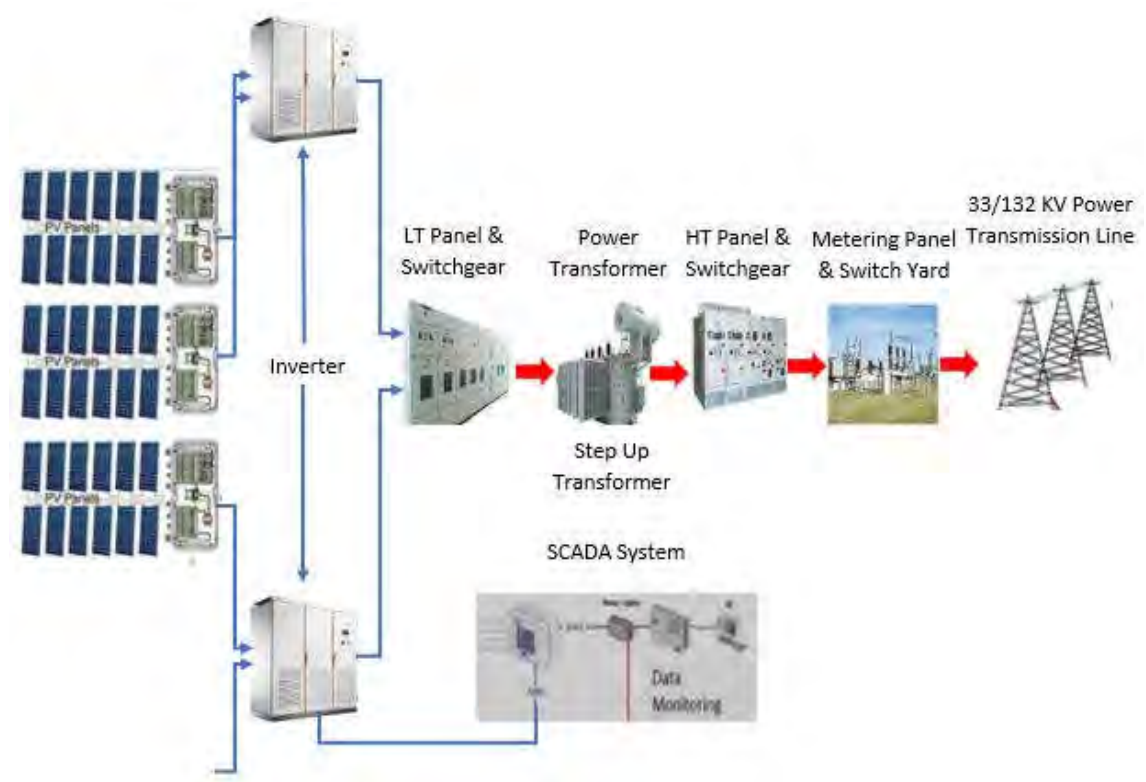 33/132 KV Power
Transmission Line
LT Panel &
Switchgear
Power
Transformer
HT Panel &
Switchgear
Metering Panel
& Switch Yard
PV Panels
PV Panels
PV Panels
Inverter
Step Up
Transformer
SCADA System
Data
Monitoring